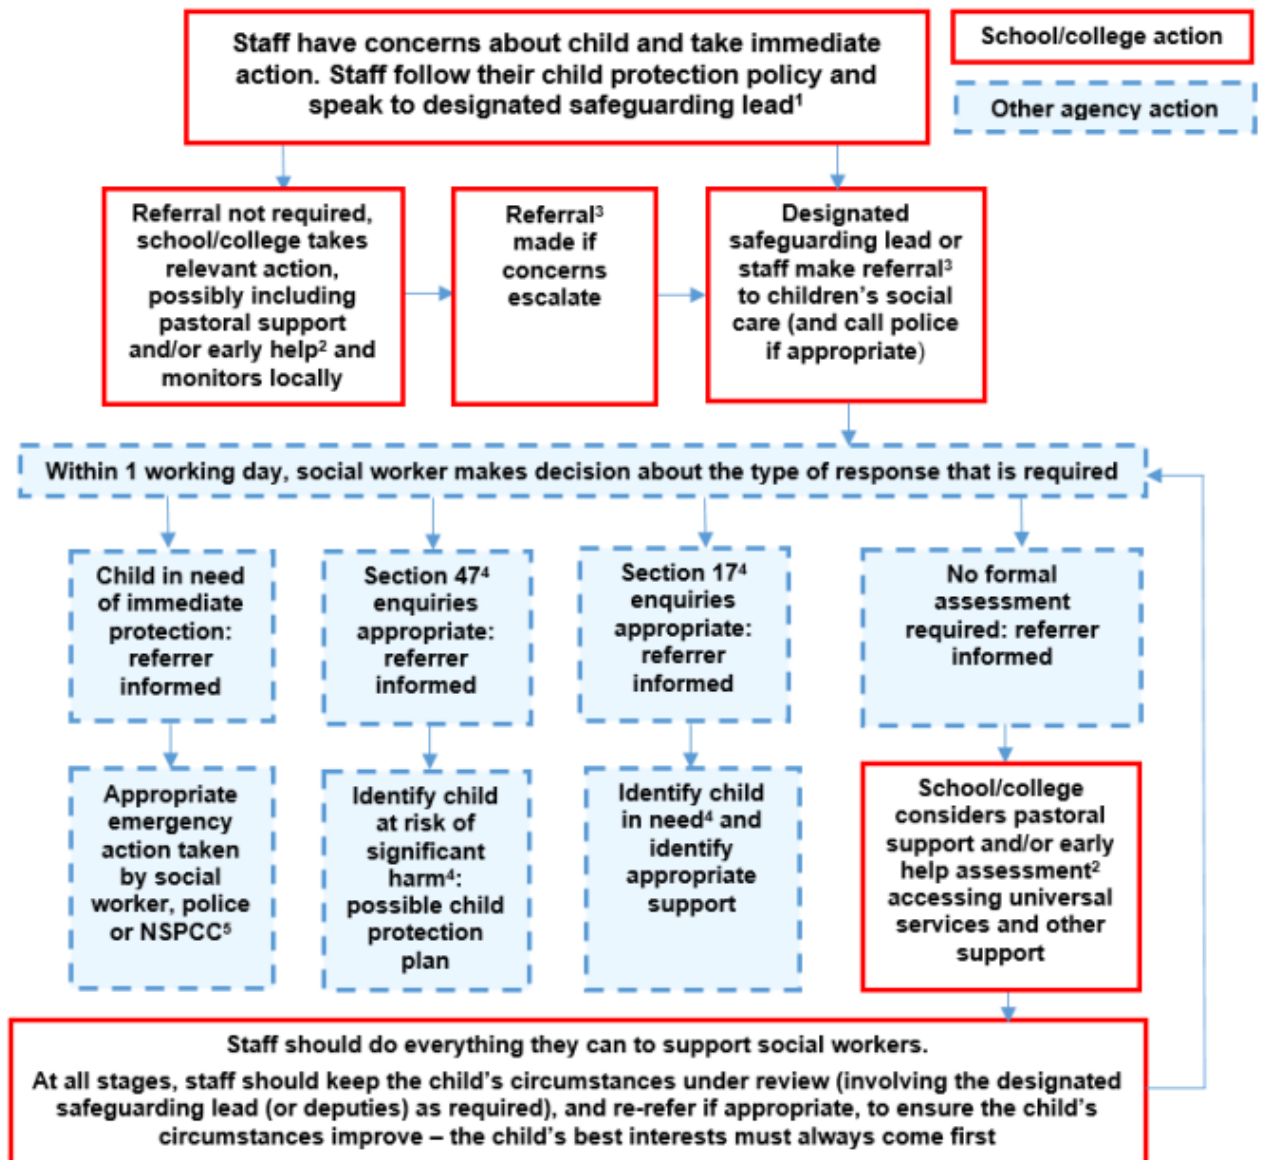 Staff have concerns about child and take immediate
action. Staff follow their child protection policy and
speak to designated safeguarding lead¹
School/college action
Other agency action
Referral not required,
school/college takes
relevant action,
possibly including
pastoral support
and/or early help² and
monitors locally
Referral³
made if
concerns
escalate
Designated
safeguarding lead or
staff make referral³
to children’s social
care (and call police
if appropriate)
Within 1 working day, social worker makes decision about the type of response that is required
Child in need
of immediate
protection:
referrer
informed
Section 47⁴
enquiries
appropriate:
referrer
informed
Section 17⁴
enquiries
appropriate:
referrer
informed
No formal
assessment
required: referrer
informed
Appropriate
emergency
action taken
by social
worker, police
or NSPCC⁵
Identify child
at risk of
significant
harm⁴:
possible child
protection
plan
Identify child
in need⁴ and
identify
appropriate
support
School/college
considers pastoral
support and/or early
help assessment²
accessing universal
services and other
support
Staff should do everything they can to support social workers.
At all stages, staff should keep the child’s circumstances under review (involving the designated
safeguarding lead (or deputies) as required), and re-refer if appropriate, to ensure the child’s
circumstances improve – the child’s best interests must always come first